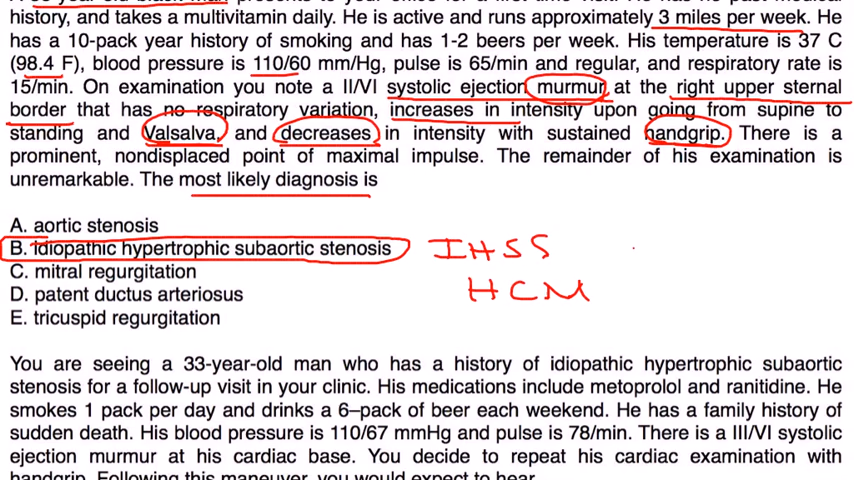 history, and takes a multivitamin daily. He is active and runs approximately 3 miles per week. He
has a 10-pack year history of smoking and has 1-2 beers per week. His temperature is 37 C
(98.4 F), blood pressure is 110/60 mm/Hg, pulse is 65/min and regular, and respiratory rate is
15/min. On examination you note a II/VI systolic ejection murmur at the right upper sternal
border that has no respiratory variation, increases in intensity upon going from supine to
standing and Valsalva, and decreases in intensity with sustained handgrip. There is a
prominent, nondisplaced point of maximal impulse. The remainder of his examination is
unremarkable. The most likely diagnosis is
A. aortic stenosis
B. idiopathic hypertrophic subaortic stenosis IHSS
C. mitral regurgitation HCM
D. patent ductus arteriosus
E. tricuspid regurgitation
You are seeing a 33-year-old man who has a history of idiopathic hypertrophic subaortic
stenosis for a follow-up visit in your clinic. His medications include metoprolol and ranitidine. He
smokes 1 pack per day and drinks a 6–pack of beer each weekend. He has a family history of
sudden death. His blood pressure is 110/67 mmHg and pulse is 78/min. There is a III/VI systolic
ejection murmur at his cardiac base. You decide to repeat his cardiac examination with
handgrip. Following this maneuver, you would expect to hear